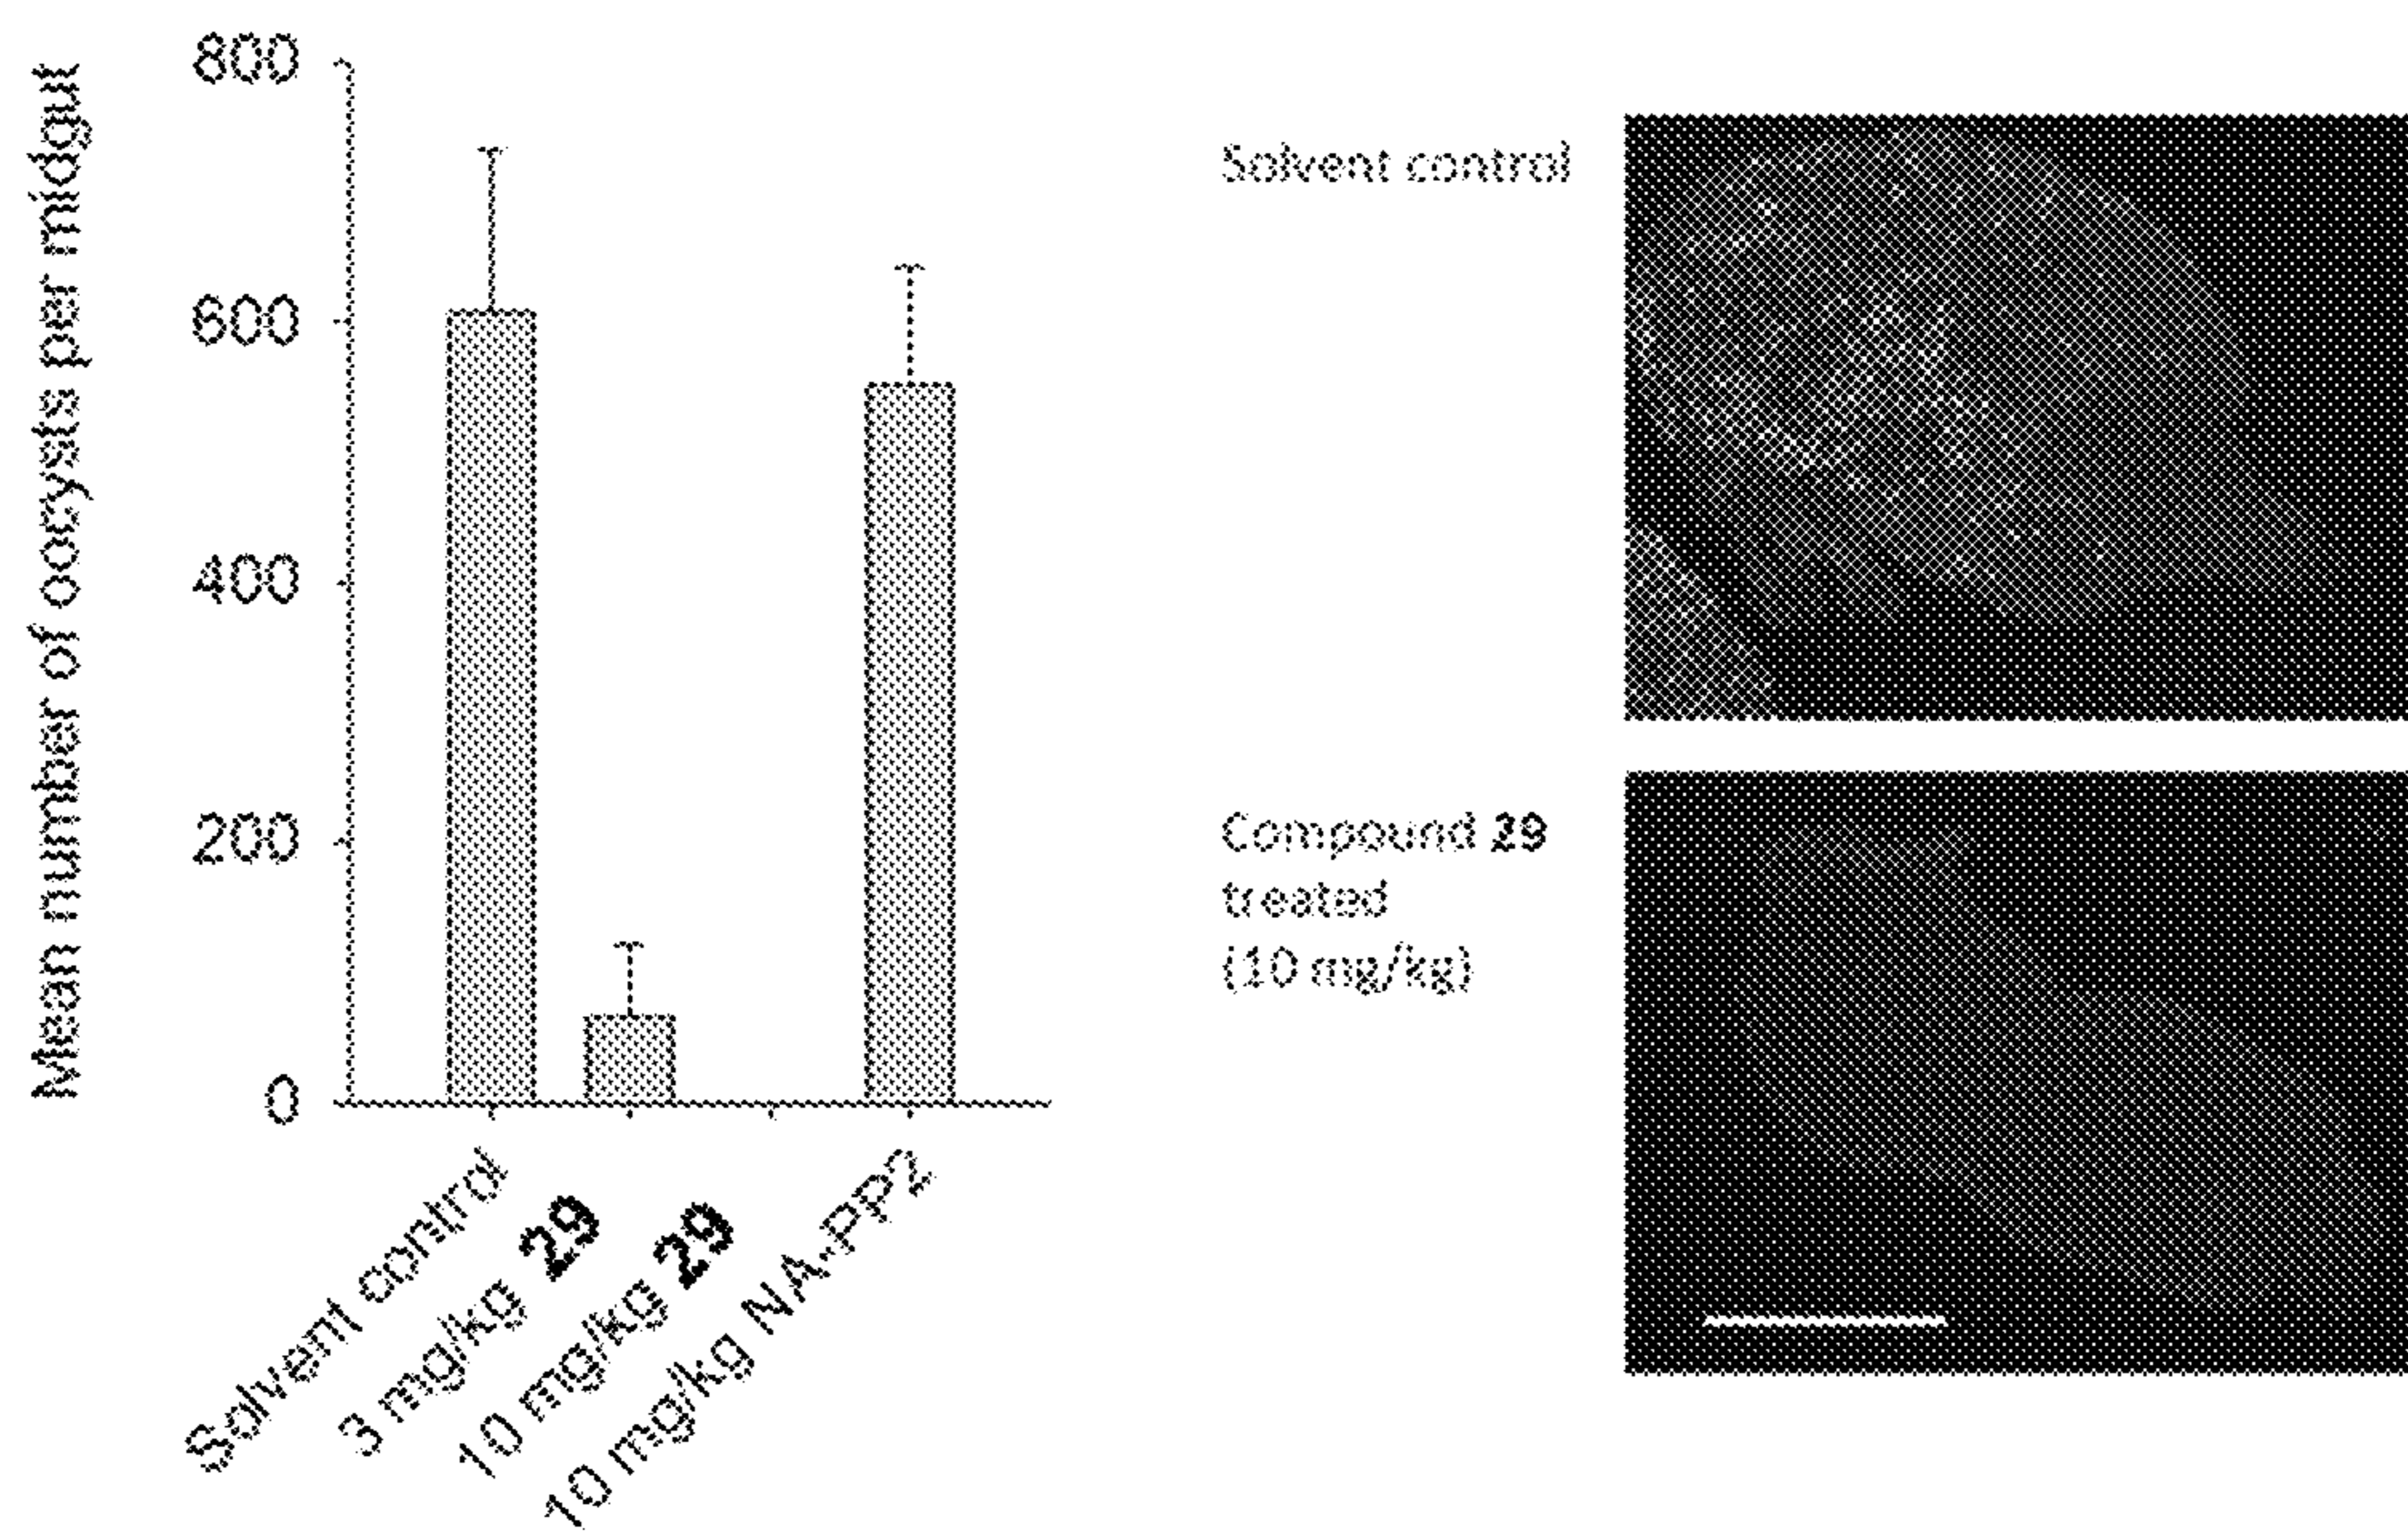 Mean number of oocysts per midgut
800
600
400
200
0
Solvent control
3 mg/kg 29
10 mg/kg 29
10 mg/kg NA-PP2
Solvent control
Compound 29
treated
(10 mg/kg)